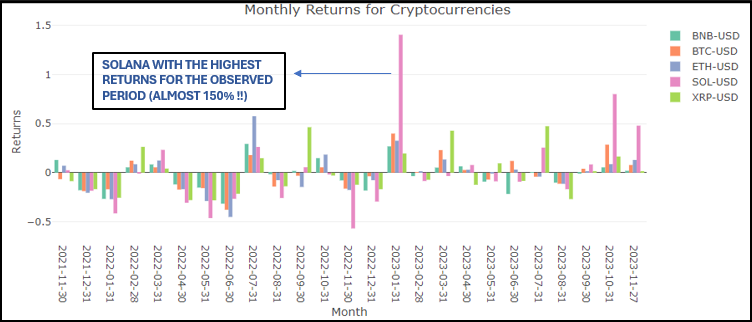 Monthly Returns for Cryptocurrencies
1.5
1
0.5
0
−0.5
Returns
SOLANA WITH THE HIGHEST
RETURNS FOR THE OBSERVED
PERIOD (ALMOST 150% !!)
BNB-USD
BTC-USD
ETH-USD
SOL-USD
XRP-USD
2021-11-30
2021-12-31
2022-01-31
2022-02-28
2022-03-31
2022-04-30
2022-05-31
2022-06-30
2022-07-31
2022-08-31
2022-09-30
2022-10-31
2022-11-30
2022-12-31
2023-01-31
2023-02-28
2023-03-31
2023-04-30
2023-05-31
2023-06-30
2023-07-31
2023-08-31
2023-09-30
2023-10-31
2023-11-27
Month